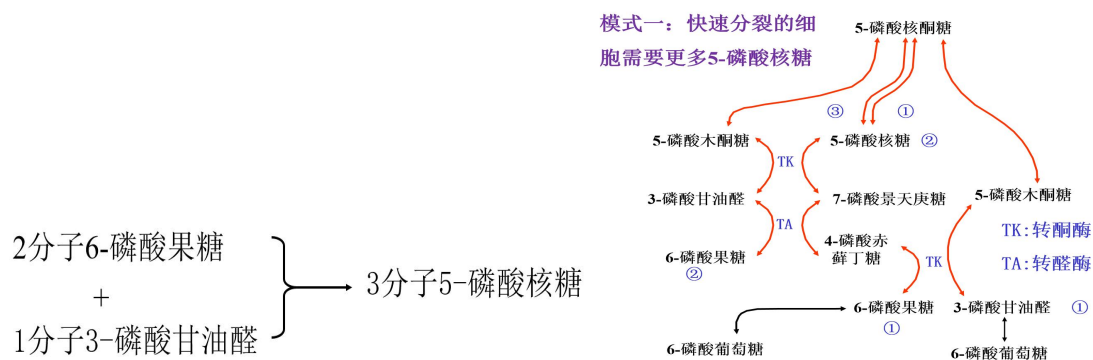 2分子6-磷酸果糖
+
1分子3-磷酸甘油醛
3分子5-磷酸核糖
模式一：快速分裂的细
胞需要更多5-磷酸核糖
5-磷酸核酮糖
③
①
5-磷酸木酮糖
5-磷酸核糖
②
TK
3-磷酸甘油醛
7-磷酸景天庚糖
5-磷酸木酮糖
TA
TK:转酮酶
4-磷酸赤
藓丁糖
6-磷酸果糖
②
TK
TA:转醛酶
6-磷酸果糖
①
3-磷酸甘油醛
①
6-磷酸葡萄糖
6-磷酸葡萄糖